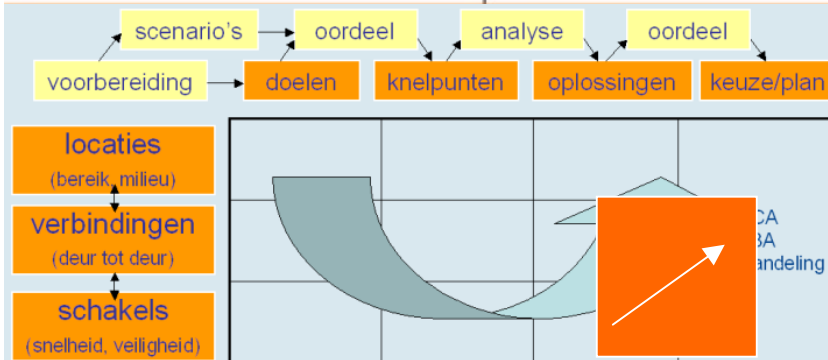 scenario's
oordeel
analyse
oordeel
voorbereiding
doelen
knelpunten
oplossingen
keuze/plan
locaties
(bereik, milieu)
verbindingen
(deur tot deur)
schakels
(snelheid, veiligheid)